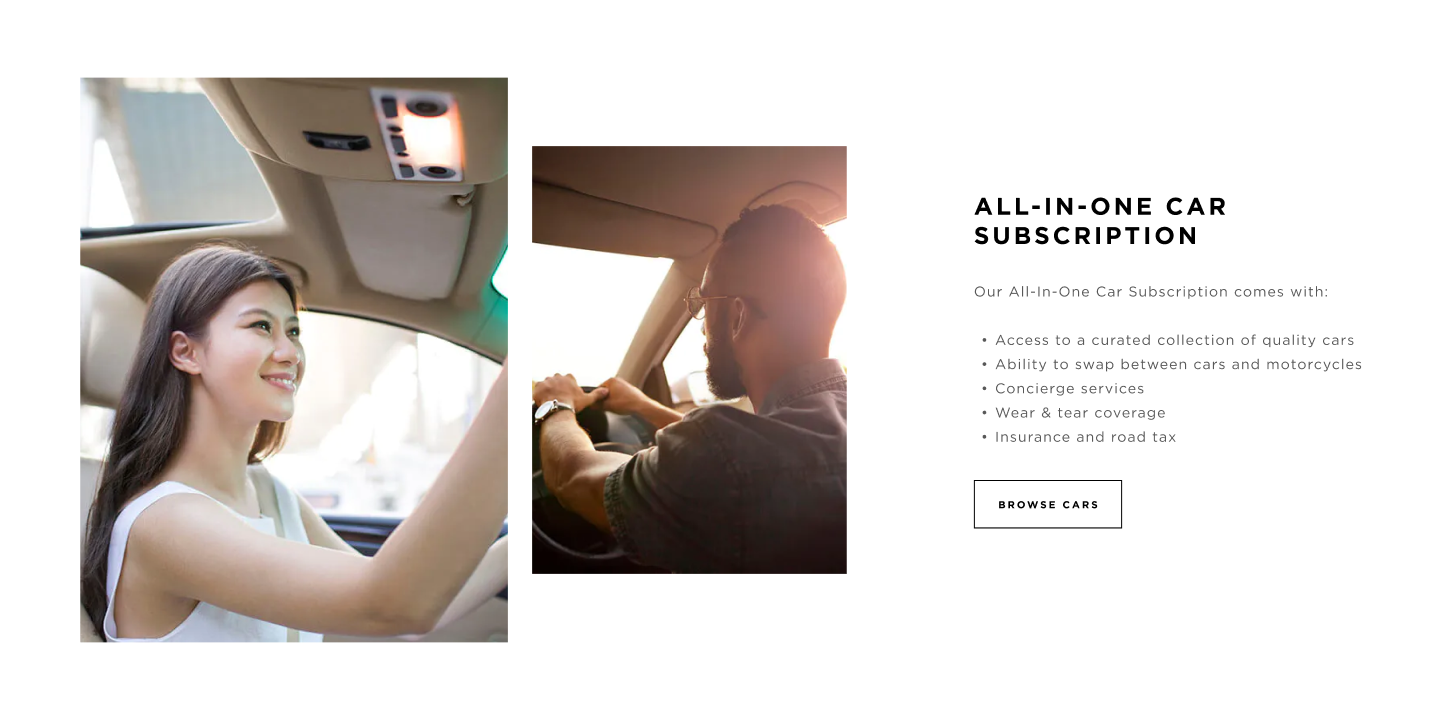 ALL-IN-ONE CAR
SUBSCRIPTION
Our All-In-One Car Subscription comes with:
• Access to a curated collection of quality cars
• Ability to swap between cars and motorcycles
• Concierge services
• Wear & tear coverage
• Insurance and road tax
BROWSE CARS